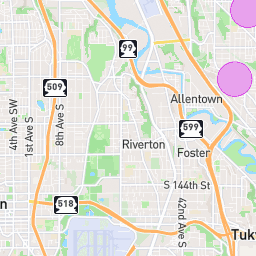 99
509
Allentown
4th Ave SW
1st Ave S
8th Ave S
599
Riverton
Foster
S 144th St
518
n
42nd Ave S
Tukw